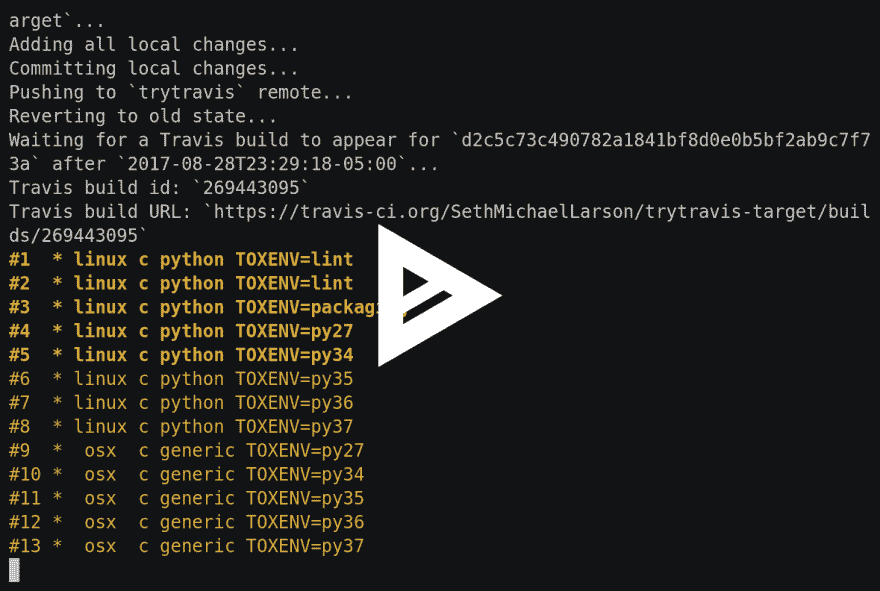 arget`...
Adding all local changes...
Committing local changes...
Pushing to `trytravis` remote...
Reverting to old state...
Waiting for a Travis build to appear for `d2c5c73c490782a1841bf8d0e0b5bf2ab9c7f7
3a` after `2017-08-28T23:29:18-05:00`...
Travis build id: `269443095`
Travis build URL: `https://travis-ci.org/SethMichaelLarson/trytravis-target/buil
ds/269443095`
#1  * linux c python TOXENV=lint
#2  * linux c python TOXENV=lint
#3  * linux c python
#4  * linux c python TOXENV=py27
#5  * linux c python TOXENV=py34
#6  * linux c python TOXENV=py35
#7  * linux c python TOXENV=py36
#8  * linux c python TOXENV=py37
#9  *  osx  c generic TOXENV=py27
#10 *  osx  c generic TOXENV=py34
#11 *  osx  c generic TOXENV=py35
#12 *  osx  c generic TOXENV=py36
#13 *  osx  c generic TOXENV=py37